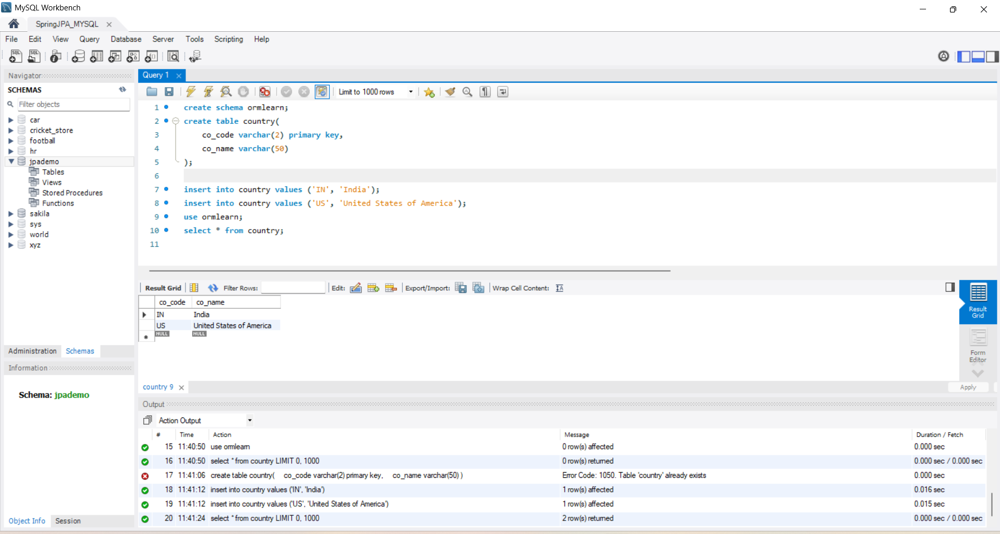 MySQL Workbench
SpringJPA_MYSQL
File Edit View Query Database Server Tools Scripting Help
Navigator
SCHEMAS
Filter objects
car
cricket_store
football
hr
jpademo
Tables
Views
Stored Procedures
Functions
sakila
sys
world
xyz
Administration Schemas
Information
Schema: jpademo
Object Info Session
Query 1
Limit to 1000 rows
1 create schema ormlearn;
2 create table country(
3 co_code varchar(2) primary key,
4 co_name varchar(50)
5 );
6
7 insert into country values ('IN', 'India');
8 insert into country values ('US', 'United States of America');
9 use ormlearn;
10 select * from country;
11
Result Grid Filter Rows: Edit: Export/Import: Wrap Cell Content:
co_code co_name
IN India
US United States of America
NULL NULL
Result
Grid
Form
Editor
country 9
Apply
Output
Action Output
# Time Action Message Duration / Fetch
15 11:40:50 use ormlearn 0 row(s) affected 0.000 sec
16 11:40:50 select * from country LIMIT 0, 1000 0 row(s) returned 0.000 sec / 0.000 sec
17 11:41:06 create table country( co_code varchar(2) primary key, co_name varchar(50) ) Error Code: 1050. Table 'country' already exists 0.000 sec
18 11:41:12 insert into country values ('IN', 'India') 1 row(s) affected 0.016 sec
19 11:41:12 insert into country values ('US', 'United States of America') 1 row(s) affected 0.015 sec
20 11:41:24 select * from country LIMIT 0, 1000 2 row(s) returned 0.000 sec / 0.000 sec